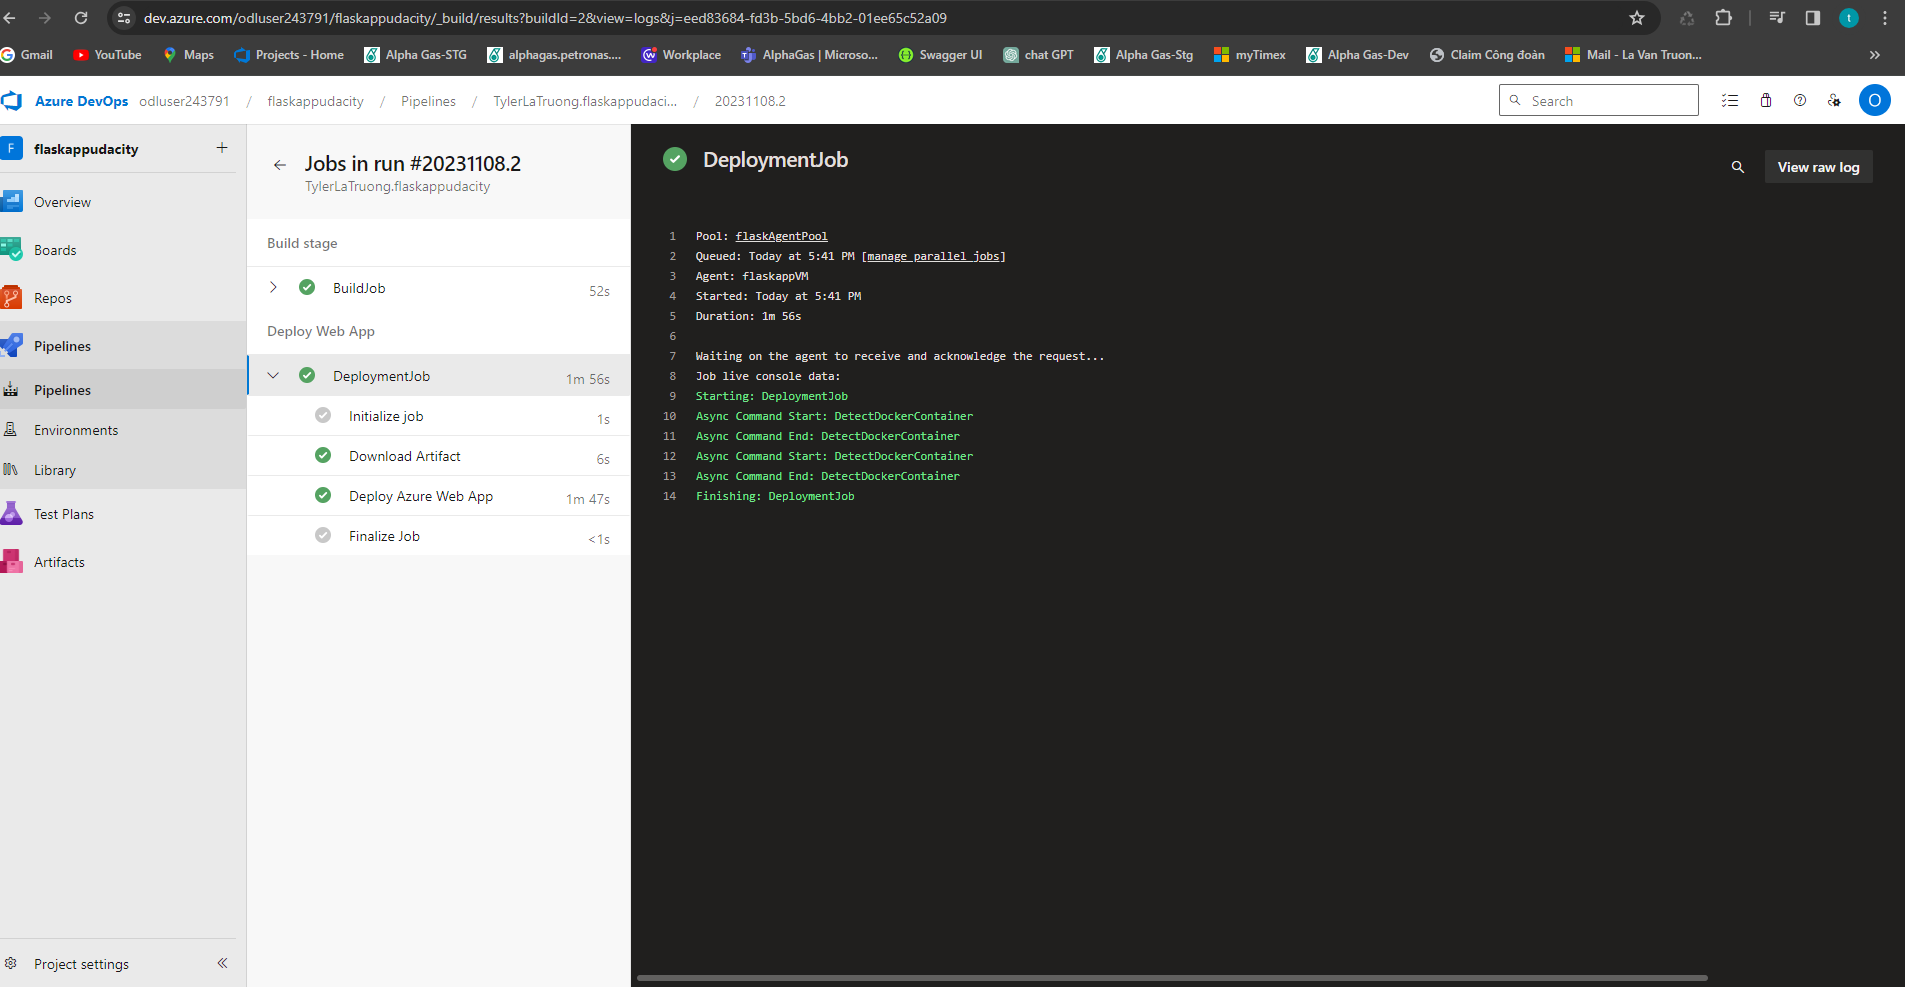 dev.azure.com/odluser243791/flaskappudacity/_build/results?buildId=2&view=logs&j=eed83684-fd3b-5bd6-4bb2-01ee65c52a09
t
Gmail YouTube Maps Projects - Home Alpha Gas-STG alphagas.petronas.... Workplace AlphaGas | Microso... Swagger UI chat GPT Alpha Gas-Stg myTimex Alpha Gas-Dev Claim Công đoàn Mail - La Van Truon... »
Azure DevOps odluser243791 / flaskappudacity / Pipelines / TylerLaTruong.flaskappudaci... / 20231108.2
Search
O
F flaskappudacity +
Overview
Boards
Repos
Pipelines
Pipelines
Environments
Library
Test Plans
Artifacts
Project settings
Jobs in run #20231108.2
TylerLaTruong.flaskappudacity
Build stage
BuildJob 52s
Deploy Web App
DeploymentJob 1m 56s
Initialize job 1s
Download Artifact 6s
Deploy Azure Web App 1m 47s
Finalize Job <1s
DeploymentJob
View raw log
1 Pool: flaskAgentPool
2 Queued: Today at 5:41 PM [manage parallel jobs]
3 Agent: flaskappVM
4 Started: Today at 5:41 PM
5 Duration: 1m 56s
6
7 Waiting on the agent to receive and acknowledge the request...
8 Job live console data:
9 Starting: DeploymentJob
10 Async Command Start: DetectDockerContainer
11 Async Command End: DetectDockerContainer
12 Async Command Start: DetectDockerContainer
13 Async Command End: DetectDockerContainer
14 Finishing: DeploymentJob